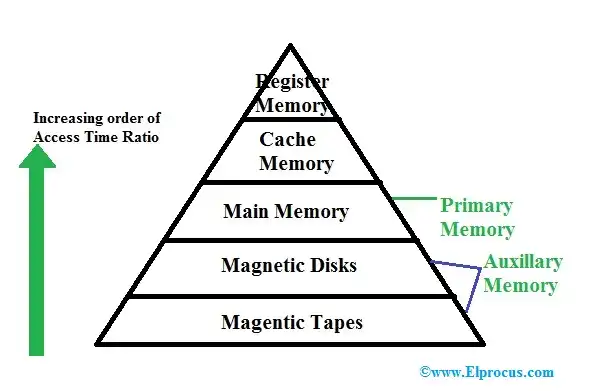 Register
Memory
Increasing order of
Access Time Ratio
Cache
Memory
Main Memory
Primary
Memory
Magnetic Disks
Auxillary
Memory
Magentic Tapes
©www.Elprocus.com